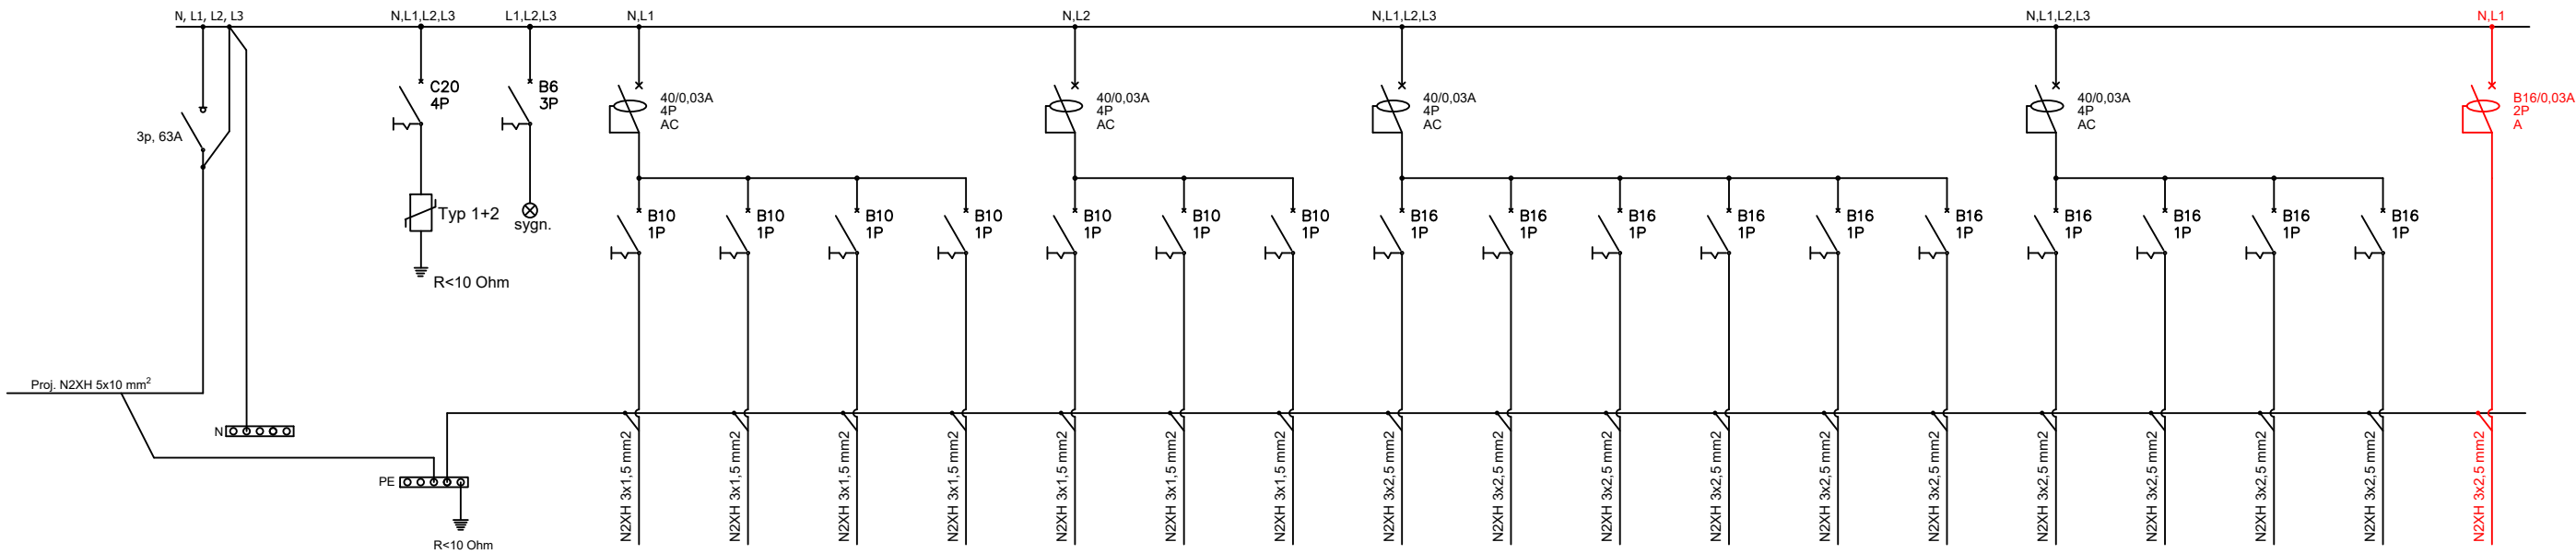 N, L1, L2, L3
N,L1,L2,L3
L1,L2,L3
N,L1
N,L2
N,L1,L2,L3
N,L1,L2,L3
N,L1
3p, 63A
C20
4P
B6
3P
40/0,03A
4P
AC
40/0,03A
4P
AC
40/0,03A
4P
AC
40/0,03A
4P
AC
B16/0,03A
2P
A
Typ 1+2
sygn.
R<10 Ohm
B10
1P
B10
1P
B10
1P
B10
1P
B10
1P
B10
1P
B10
1P
B16
1P
B16
1P
B16
1P
B16
1P
B16
1P
B16
1P
B16
1P
B16
1P
B16
1P
B16
1P
Proj. N2XH 5x10 mm²
N
PE
R<10 Ohm
N2XH 3x1,5 mm2
N2XH 3x1,5 mm2
N2XH 3x1,5 mm2
N2XH 3x1,5 mm2
N2XH 3x1,5 mm2
N2XH 3x1,5 mm2
N2XH 3x1,5 mm2
N2XH 3x2,5 mm2
N2XH 3x2,5 mm2
N2XH 3x2,5 mm2
N2XH 3x2,5 mm2
N2XH 3x2,5 mm2
N2XH 3x2,5 mm2
N2XH 3x2,5 mm2
N2XH 3x2,5 mm2
N2XH 3x2,5 mm2
N2XH 3x2,5 mm2
N2XH 3x2,5 mm2